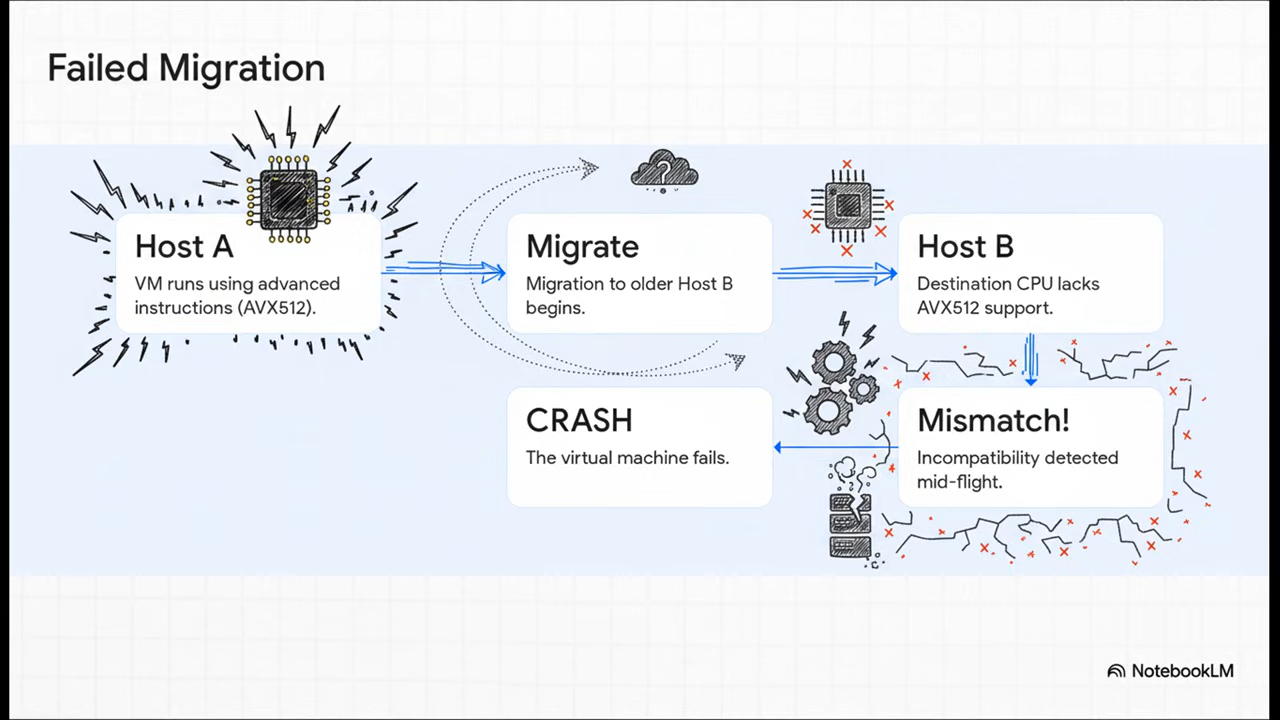 Failed Migration
Host A
VM runs using advanced
instructions (AVX512).
Migrate
Migration to older Host B
begins.
Host B
Destination CPU lacks
AVX512 support.
CRASH
The virtual machine fails.
Mismatch!
Incompatibility detected
mid-flight.
NotebookLM